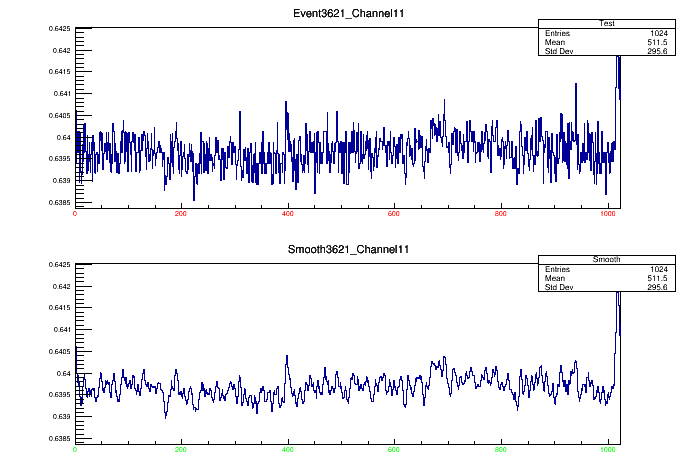 Event3621_Channel11
Test
Entries 1024
Mean 511.5
Std Dev 295.6
0.6425
0.642
0.6415
0.641
0.6405
0.64
0.6395
0.639
0.6385
0 200 400 600 800 1000
Smooth3621_Channel11
Smooth
Entries 1024
Mean 511.5
Std Dev 295.6
0.6425
0.642
0.6415
0.641
0.6405
0.64
0.6395
0.639
0.6385
0 200 400 600 800 1000